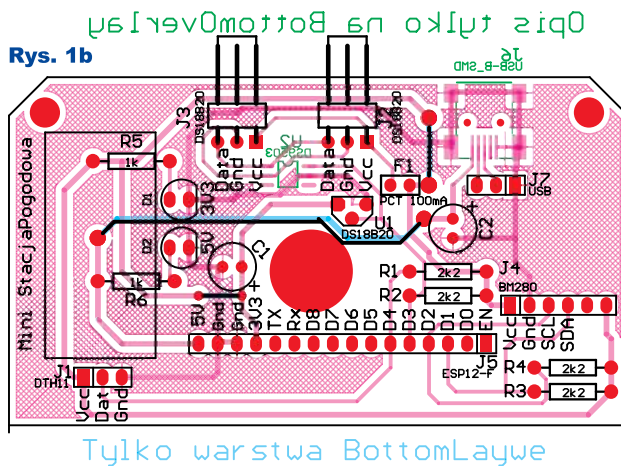 Opis tylko na BottomOverlay
Rys. 1b
J6
USB-B_SMD
J3
DS18B20
J2
DS18B20
Data
Gnd
Vcc
Data
Gnd
Vcc
R5
1k
D1
3V3
F1
PCT 100mA
J7
USB
U1
DS18B20
C2
+
D2
5V
C1
+
Mini StacjaPogodowa
R6
1k
R1
2k2
R2
2k2
J4
BM280
Vcc
Gnd
SCL
SDA
5V
Gnd
Gnd
3V3
TX
Rx
D8
D7
D6
D5
D4
D3
D2
D1
D0
EN
J5
ESP12-F
J1
DTH11
Vcc
Dat
Gnd
R4
2k2
R3
2k2
Tylko warstwa BottomLaywe